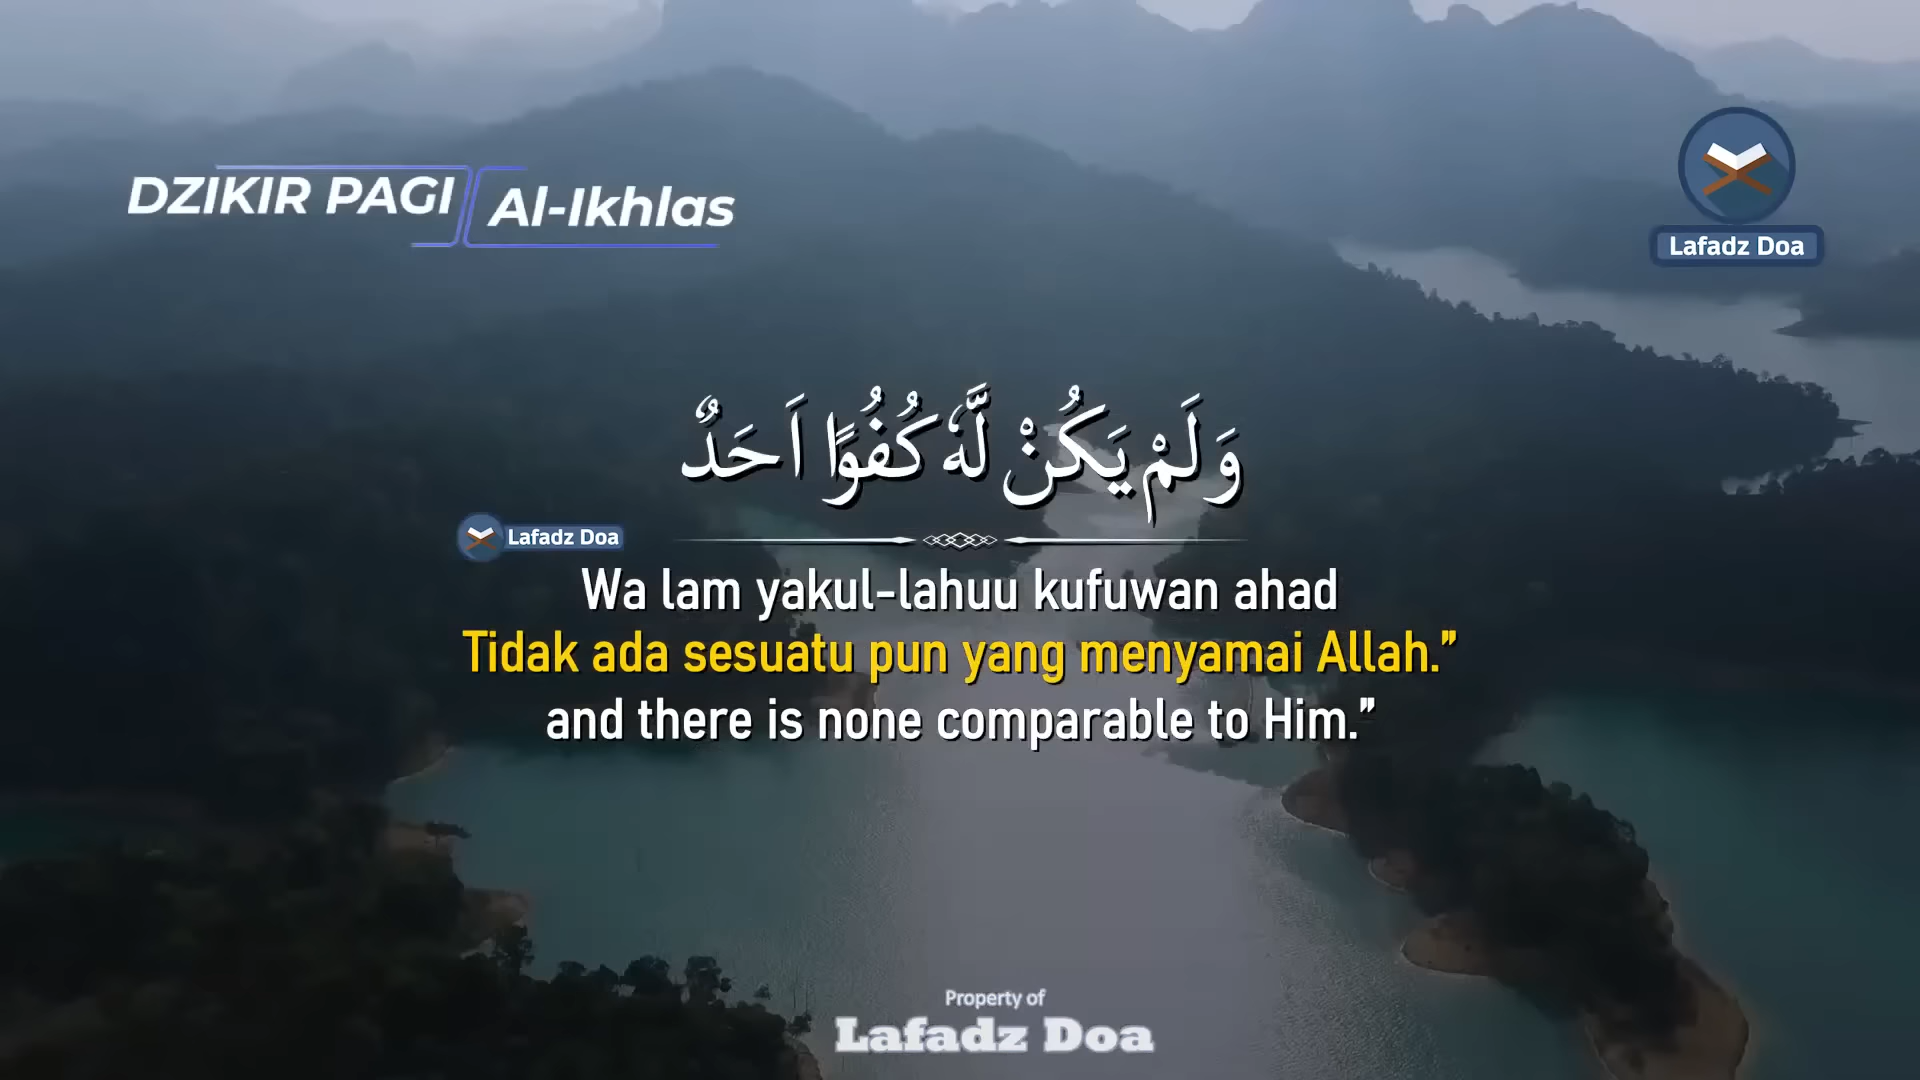 DZIKIR PAGI
Al-Ikhlas
Lafadz Doa
وَلَمْ يَكُنْ لَّهٗ كُفُوًا اَحَدٌ
Lafadz Doa
Wa lam yakul-lahuu kufuwan ahad
Tidak ada sesuatu pun yang menyamai Allah.”
and there is none comparable to Him.”
Property of
Lafadz Doa